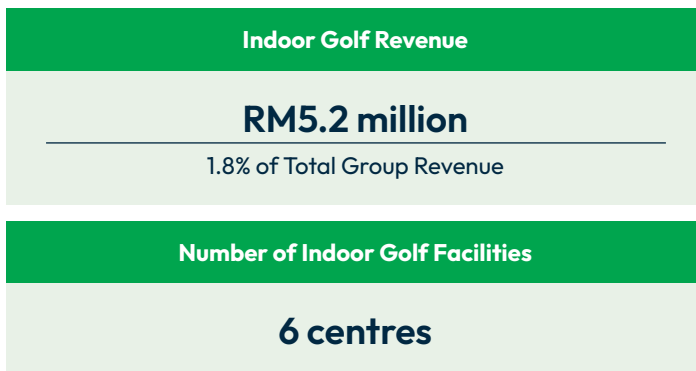 Indoor Golf Revenue
RM5.2 million
1.8% of Total Group Revenue
Number of Indoor Golf Facilities
6 centres